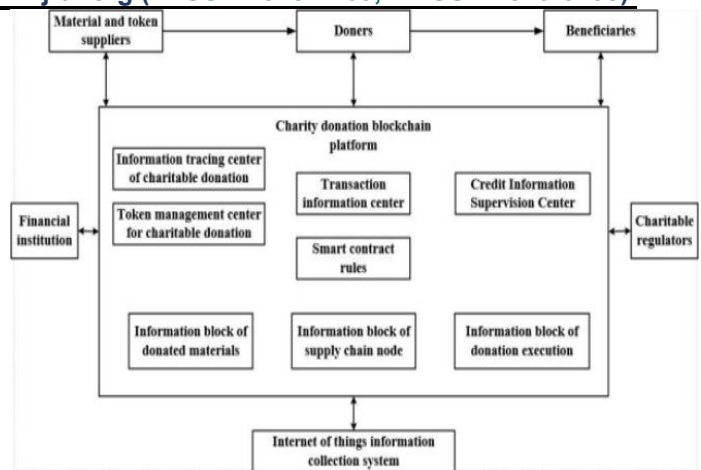 Material and token
suppliers
Doners
Beneficiaries
Charity donation blockchain
platform
Information tracing center
of charitable donation
Transaction
information center
Credit Information
Supervision Center
Token management center
for charitable donation
Financial
institution
Charitable
regulators
Smart contract
rules
Information block of
donated materials
Information block of
supply chain node
Information block of
donation execution
Internet of things information
collection system